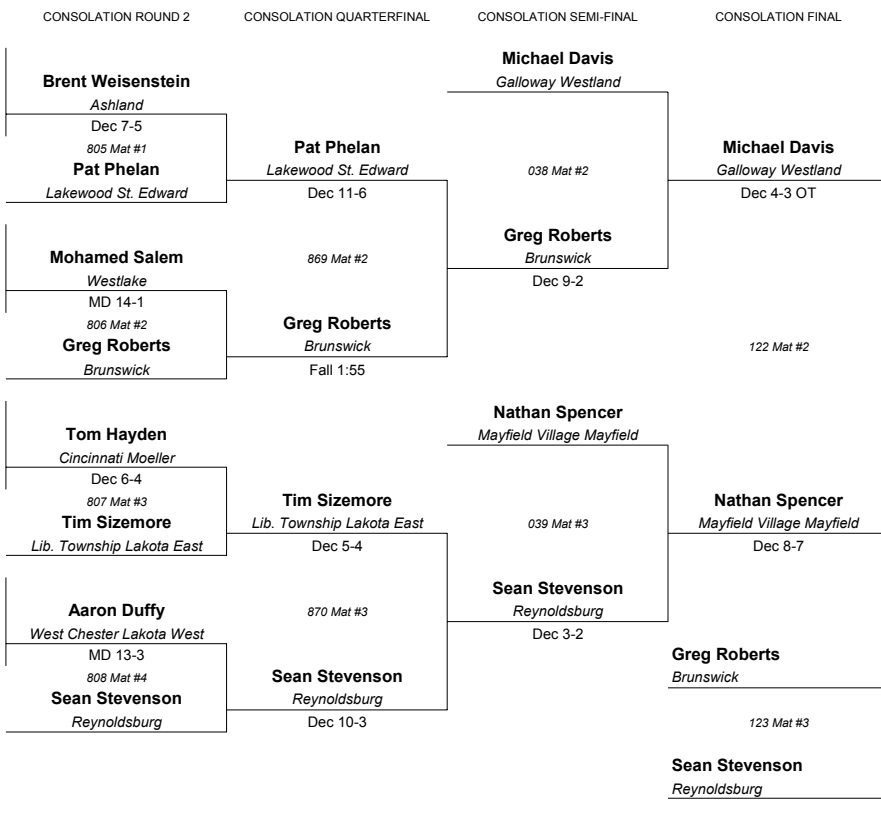 CONSOLATION ROUND 2
CONSOLATION QUARTERFINAL
CONSOLATION SEMI-FINAL
CONSOLATION FINAL
Brent Weisenstein
Ashland
Dec 7-5
805 Mat #1
Pat Phelan
Lakewood St. Edward
Mohamed Salem
Westlake
MD 14-1
806 Mat #2
Greg Roberts
Brunswick
Tom Hayden
Cincinnati Moeller
Dec 6-4
807 Mat #3
Tim Sizemore
Lib. Township Lakota East
Aaron Duffy
West Chester Lakota West
MD 13-3
808 Mat #4
Sean Stevenson
Reynoldsburg
Pat Phelan
Lakewood St. Edward
Dec 11-6
869 Mat #2
Greg Roberts
Brunswick
Fall 1:55
Tim Sizemore
Lib. Township Lakota East
Dec 5-4
870 Mat #3
Sean Stevenson
Reynoldsburg
Dec 10-3
Michael Davis
Galloway Westland
038 Mat #2
Greg Roberts
Brunswick
Dec 9-2
Nathan Spencer
Mayfield Village Mayfield
039 Mat #3
Sean Stevenson
Reynoldsburg
Dec 3-2
Michael Davis
Galloway Westland
Dec 4-3 OT
122 Mat #2
Nathan Spencer
Mayfield Village Mayfield
Dec 8-7
Greg Roberts
Brunswick
123 Mat #3
Sean Stevenson
Reynoldsburg